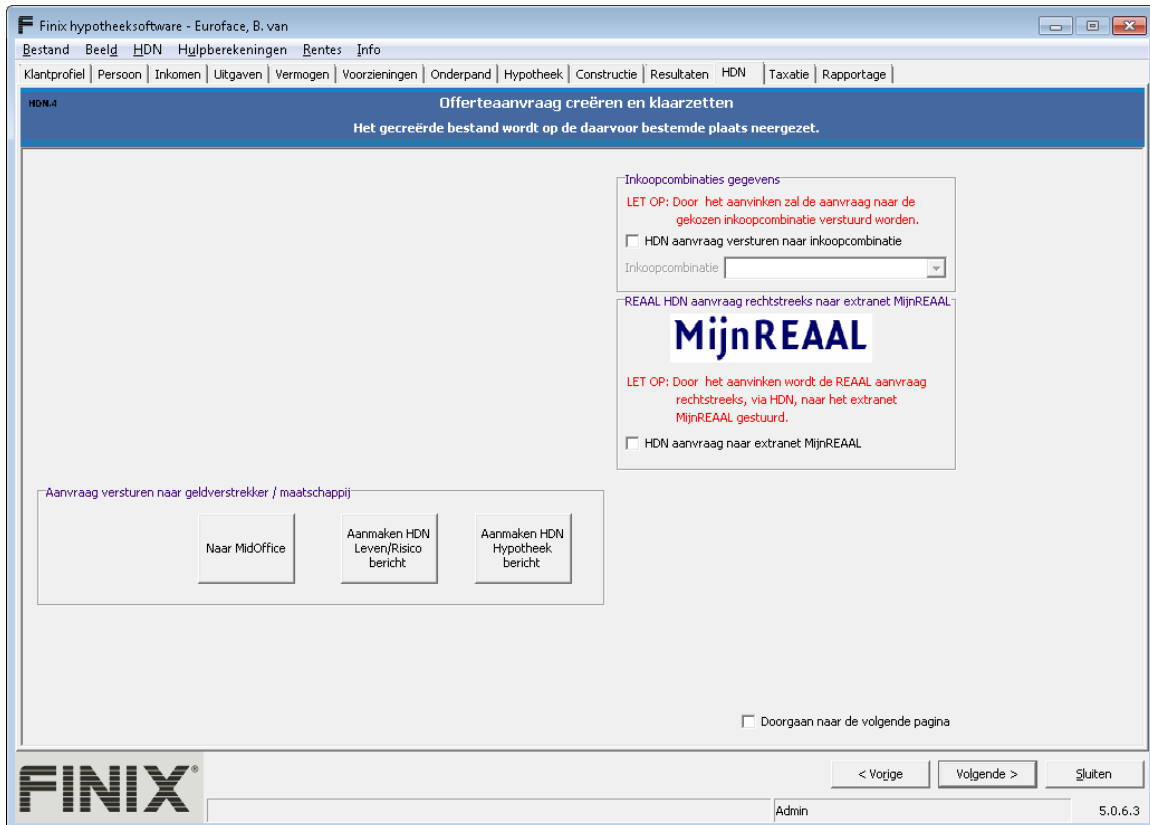 Finix hypotheeksoftware - Euroface, B. van
Bestand Beeld HDN Hulpberekeningen Rentes Info
Klantprofiel Persoon Inkomen Uitgaven Vermogen Voorzieningen Onderpand Hypotheek Constructie Resultaten HDN Taxatie Rapportage
HDN.4
Offerteaanvraag creëren en klaarzetten
Het gecreërde bestand wordt op de daarvoor bestemde plaats neergezet.
Inkoopcombinaties gegevens
LET OP: Door het aanvinken zal de aanvraag naar de
gekozen inkoopcombinatie verstuurd worden.
HDN aanvraag versturen naar inkoopcombinatie
Inkoopcombinatie
REAAL HDN aanvraag rechtstreeks naar extranet MijnREAAL
MijnREAAL
LET OP: Door het aanvinken wordt de REAAL aanvraag
rechtstreeks, via HDN, naar het extranet
MijnREAAL gestuurd.
HDN aanvraag naar extranet MijnREAAL
Aanvraag versturen naar geldverstrekker / maatschappij
Naar MidOffice
Aanmaken HDN
Leven/Risico
bericht
Aanmaken HDN
Hypotheek
bericht
Doorgaan naar de volgende pagina
FINIX®
< Vorige
Volgende >
Sluiten
Admin
5.0.6.3